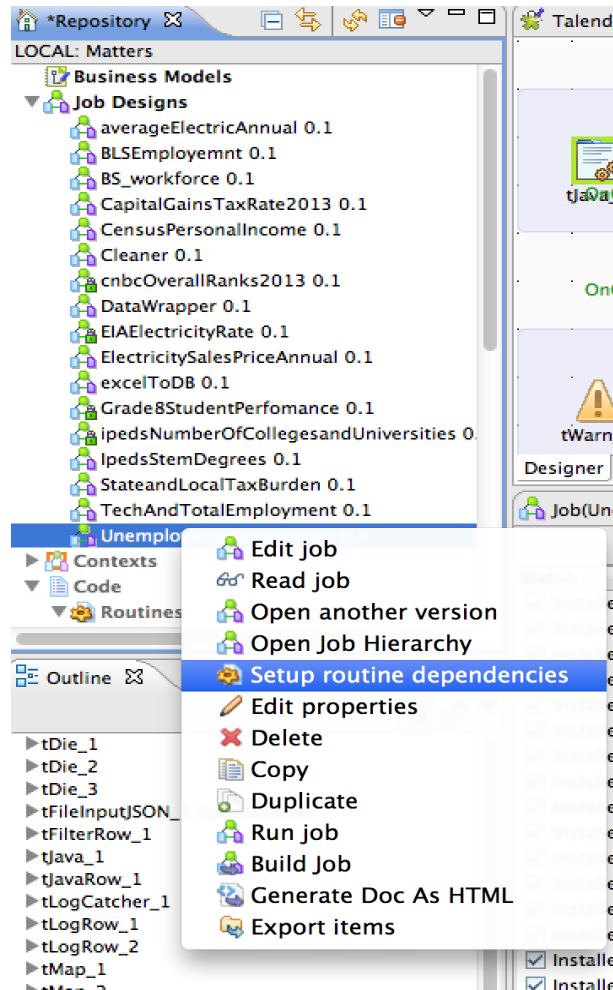 *Repository
Talend
LOCAL: Matters
Business Models
Job Designs
averageElectricAnnual 0.1
BLSEmployemnt 0.1
BS_workforce 0.1
CapitalGainsTaxRate2013 0.1
CensusPersonalIncome 0.1
Cleaner 0.1
cnbcOverallRanks2013 0.1
DataWrapper 0.1
EIAElectricityRate 0.1
ElectricitySalesPriceAnnual 0.1
excelToDB 0.1
Grade8StudentPerfomance 0.1
ipedsNumberOfCollegesandUniversities 0.
IpedsStemDegrees 0.1
StateandLocalTaxBurden 0.1
TechAndTotalEmployment 0.1
Unemplo
Contexts
Code
Routines
tJava
On
tWarn
Designer
Job(Un
Edit job
Read job
Open another version
Open Job Hierarchy
Setup routine dependencies
Edit properties
Delete
Copy
Duplicate
Run job
Build Job
Generate Doc As HTML
Export items
Outline
tDie_1
tDie_2
tDie_3
tFileInputJSON_
tFilterRow_1
tJava_1
tJavaRow_1
tLogCatcher_1
tLogRow_1
tLogRow_2
tMap_1
Installe
Installe